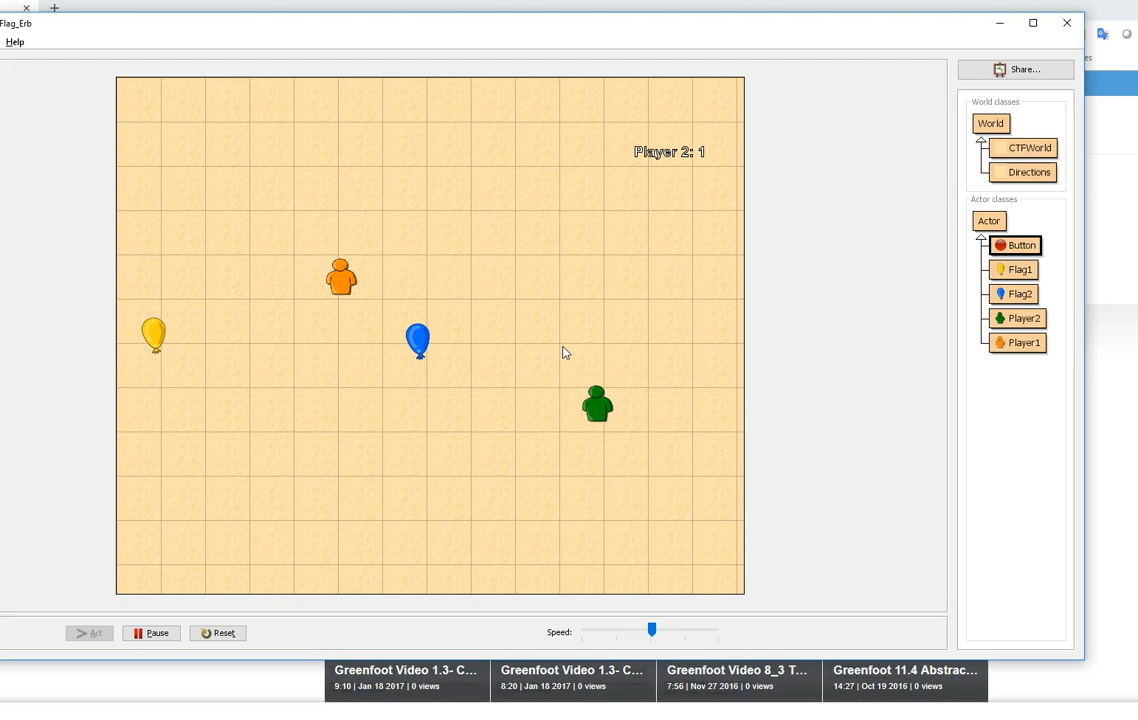 Flag_Erb
Help
es
Share...
World classes
World
CTFWorld
Directions
Player 2: 1
Actor classes
Actor
Button
Flag1
Flag2
Player2
Player1
Act
Pause
Reset
Speed:
Greenfoot Video 1.3- C...
9:10 | Jan 18 2017 | 0 views
Greenfoot Video 1.3- C...
8:20 | Jan 18 2017 | 0 views
Greenfoot Video 8_3 T...
7:56 | Nov 27 2016 | 0 views
Greenfoot 11.4 Abstrac...
14:27 | Oct 19 2016 | 0 views